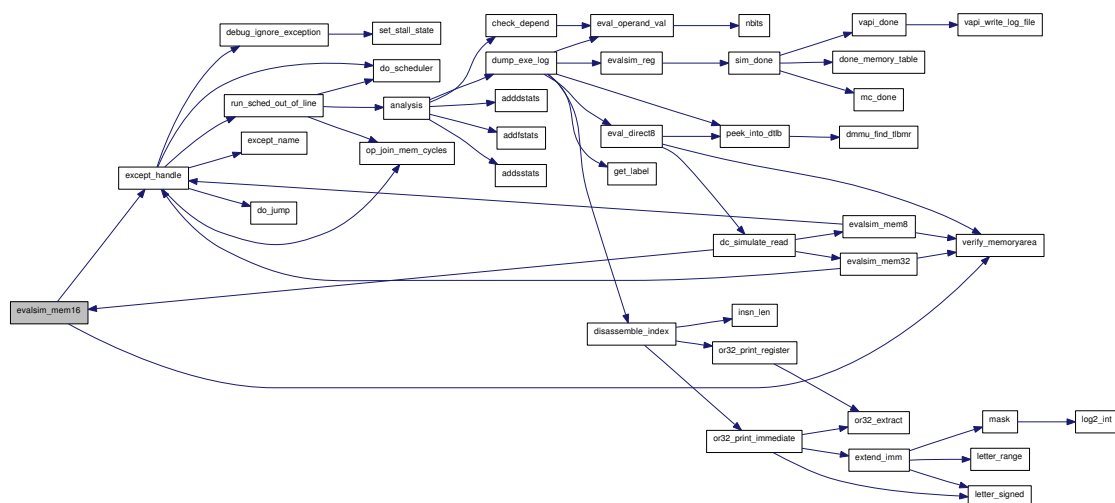 debug_ignore_exception
set_stall_state
check_depend
eval_operand_val
nbits
vapi_done
vapi_write_log_file
do_scheduler
dump_exe_log
evalsim_reg
sim_done
done_memory_table
run_sched_out_of_line
analysis
adddstats
mc_done
except_name
op_join_mem_cycles
addfstats
eval_direct8
peek_into_dtlb
dmmu_find_tlbmr
except_handle
addsstats
get_label
do_jump
evalsim_mem8
dc_simulate_read
verify_memoryarea
evalsim_mem32
evalsim_mem16
insn_len
disassemble_index
or32_print_register
or32_extract
mask
log2_int
or32_print_immediate
extend_imm
letter_range
letter_signed